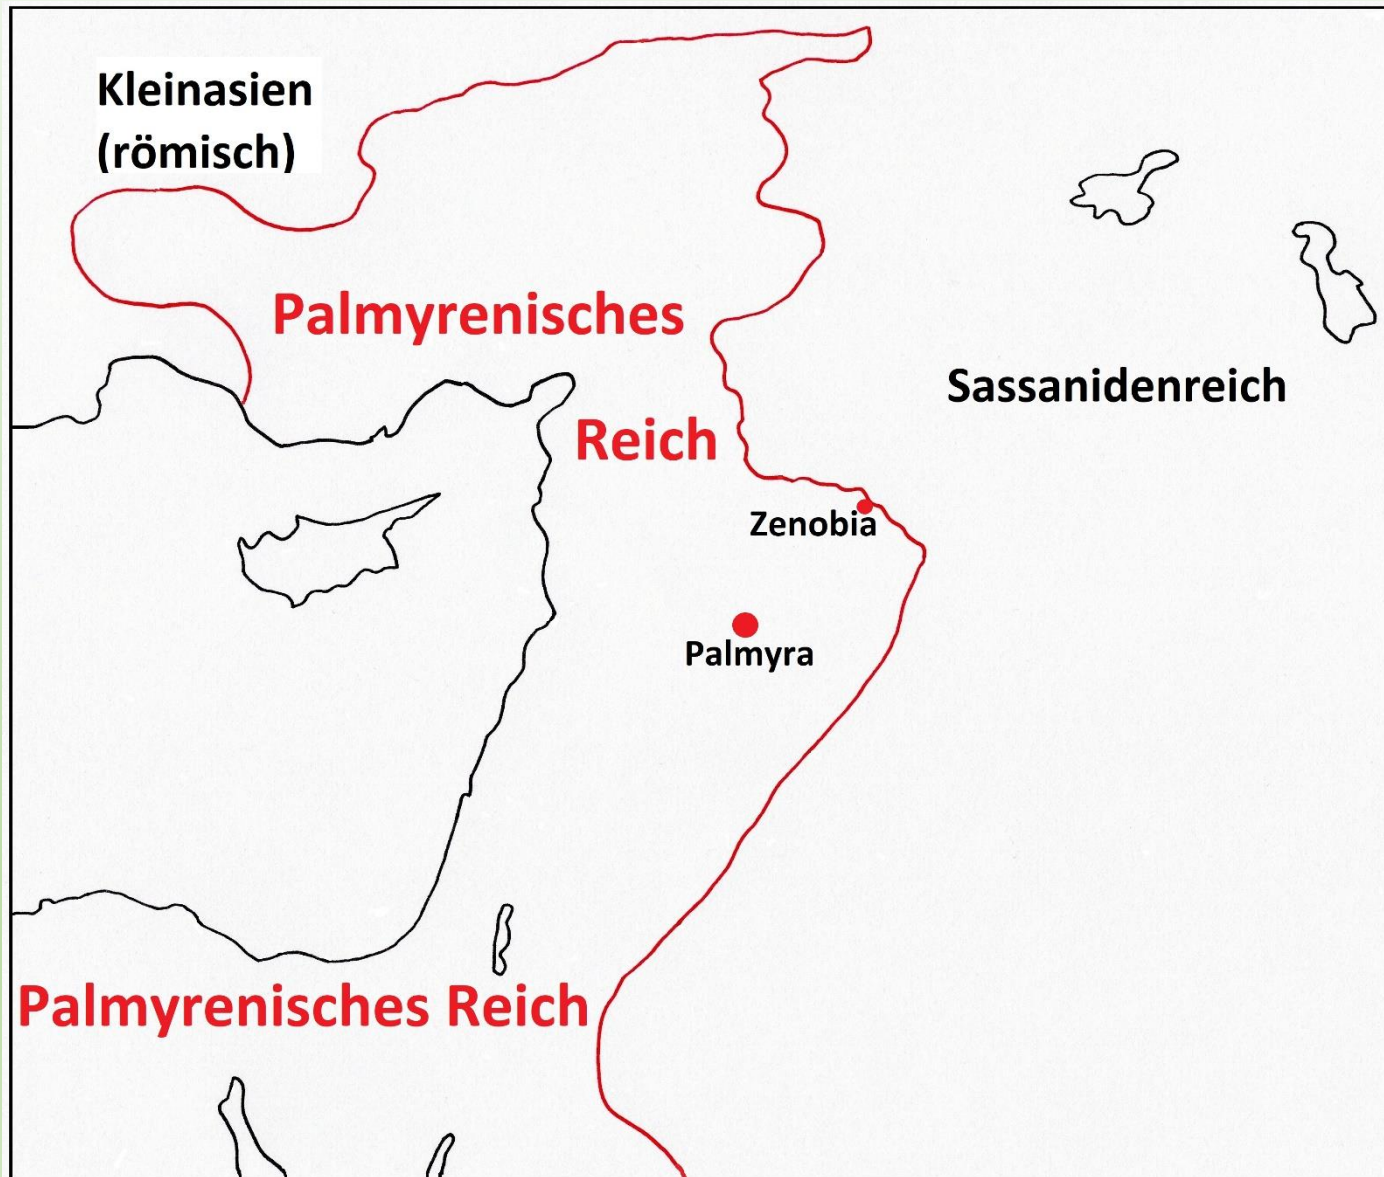 Kleinasien
(römisch)
Palmyrenisches
Reich
Sassanidenreich
Zenobia
Palmyra
Palmyrenisches Reich